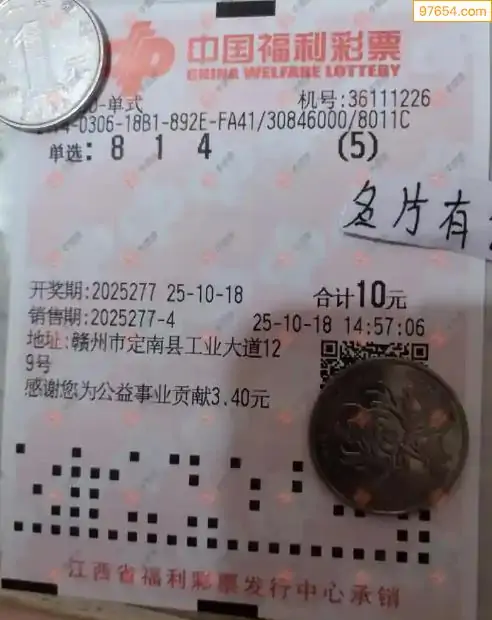 97654.com
中国福利彩票
CHINA WELFARE LOTTERY
-单式 机号:36111226
-0306-18B1-892E-FA41/30846000/8011C
单选: 8 1 4 (5)
名片有
开奖期:2025277 25-10-18 合计10元
销售期:2025277-4 25-10-18 14:57:06
地址:赣州市定南县工业大道12
9号
感谢您为公益事业贡献3.40元
江西省福利彩票发行中心承销